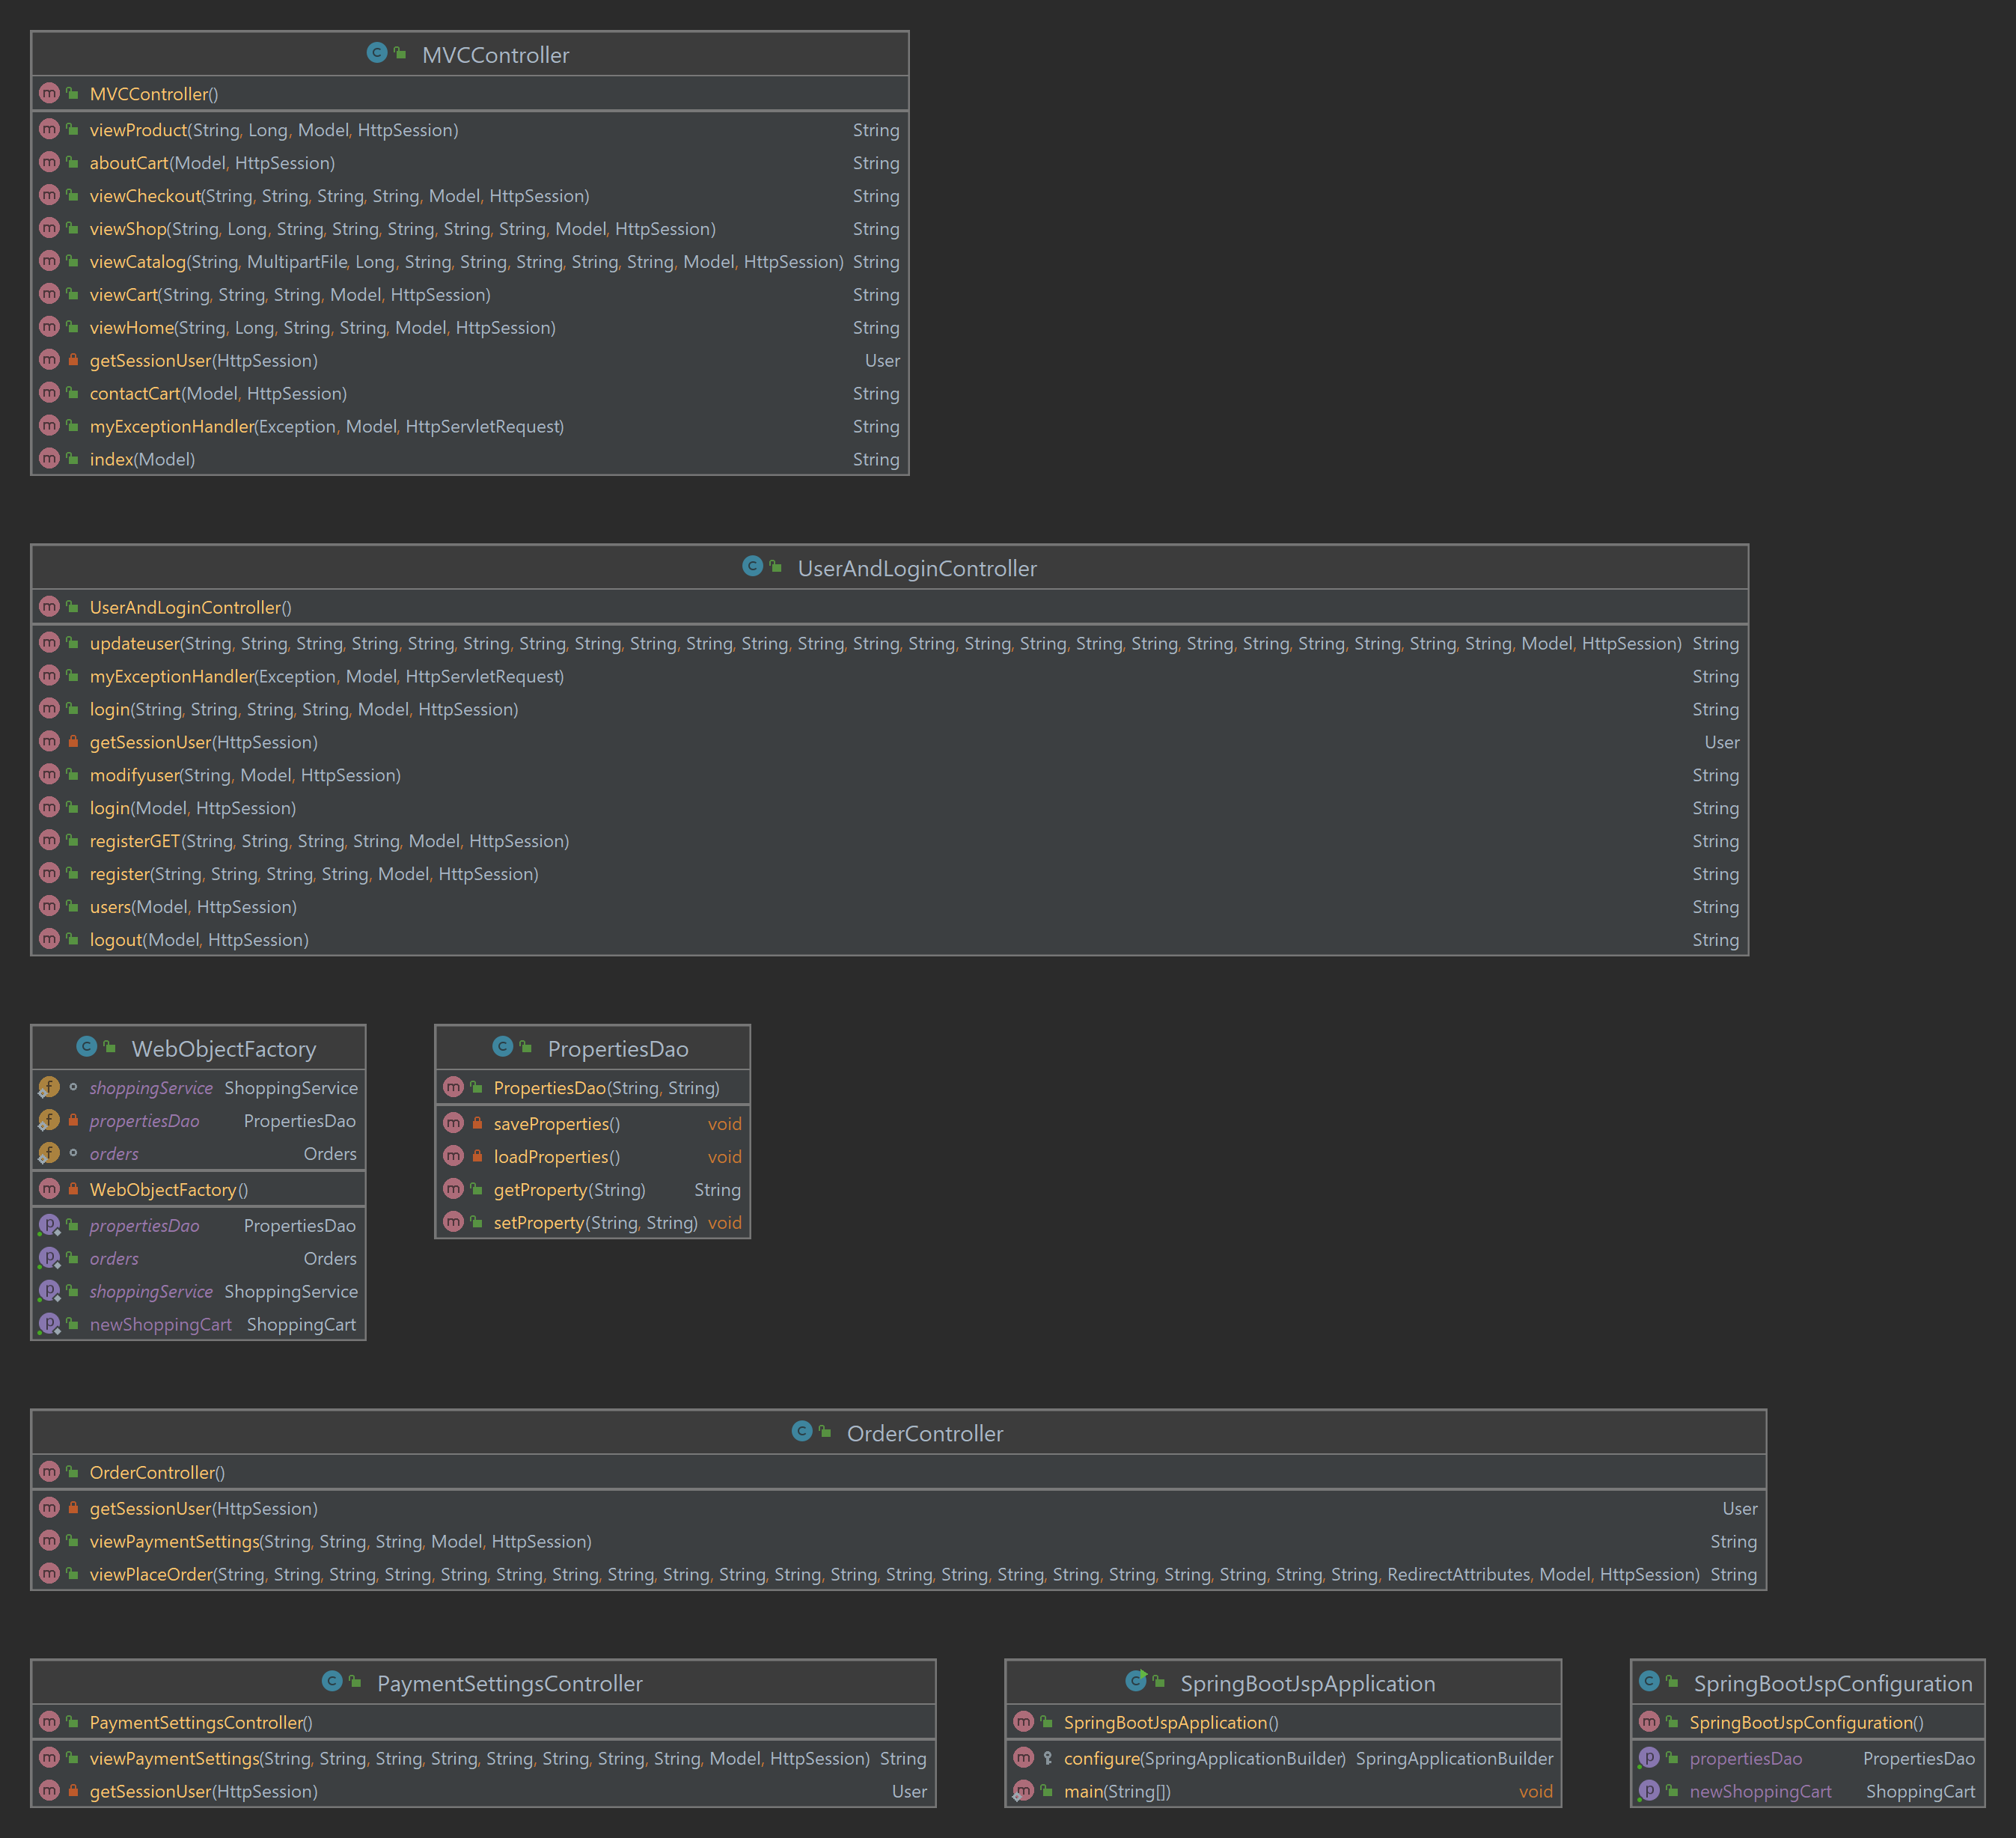 MVCController
MVCController()
viewProduct(String, Long, Model, HttpSession) String
aboutCart(Model, HttpSession) String
viewCheckout(String, String, String, String, Model, HttpSession) String
viewShop(String, Long, String, String, String, String, String, Model, HttpSession) String
viewCatalog(String, MultipartFile, Long, String, String, String, String, String, Model, HttpSession) String
viewCart(String, String, String, Model, HttpSession) String
viewHome(String, Long, String, String, Model, HttpSession) String
getSessionUser(HttpSession) User
contactCart(Model, HttpSession) String
myExceptionHandler(Exception, Model, HttpServletRequest) String
index(Model) String
UserAndLoginController
UserAndLoginController()
updateuser(String, String, String, String, String, String, String, String, String, String, String, String, String, String, String, String, String, String, String, String, String, String, String, String, Model, HttpSession) String
myExceptionHandler(Exception, Model, HttpServletRequest) String
login(String, String, String, String, Model, HttpSession) String
getSessionUser(HttpSession) User
modifyuser(String, Model, HttpSession) String
login(Model, HttpSession) String
registerGET(String, String, String, String, Model, HttpSession) String
register(String, String, String, String, Model, HttpSession) String
users(Model, HttpSession) String
logout(Model, HttpSession) String
WebObjectFactory
shoppingService ShoppingService
propertiesDao PropertiesDao
orders Orders
WebObjectFactory()
propertiesDao PropertiesDao
orders Orders
shoppingService ShoppingService
newShoppingCart ShoppingCart
PropertiesDao
PropertiesDao(String, String)
saveProperties() void
loadProperties() void
getProperty(String) String
setProperty(String, String) void
OrderController
OrderController()
getSessionUser(HttpSession) User
viewPaymentSettings(String, String, String, Model, HttpSession) String
viewPlaceOrder(String, String, String, String, String, String, String, String, String, String, String, String, String, String, String, String, String, String, String, String, String, RedirectAttributes, Model, HttpSession) String
PaymentSettingsController
PaymentSettingsController()
viewPaymentSettings(String, String, String, String, String, String, String, String, Model, HttpSession) String
getSessionUser(HttpSession) User
SpringBootJspApplication
SpringBootJspApplication()
configure(SpringApplicationBuilder) SpringApplicationBuilder
main(String[]) void
SpringBootJspConfiguration
SpringBootJspConfiguration()
propertiesDao PropertiesDao
newShoppingCart ShoppingCart